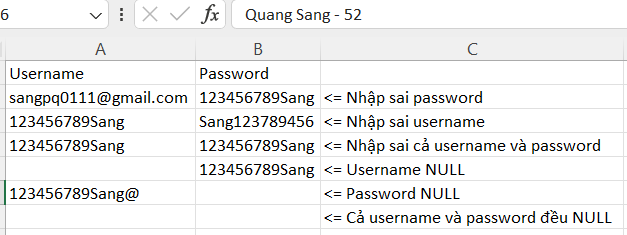 6 fx Quang Sang - 52
A B C
Username Password
sangpq0111@gmail.com 123456789Sang <= Nhập sai password
123456789Sang Sang123789456 <= Nhập sai username
123456789Sang 123456789Sang <= Nhập sai cả username và password
123456789Sang <= Username NULL
123456789Sang@ <= Password NULL
<= Cả username và password đều NULL